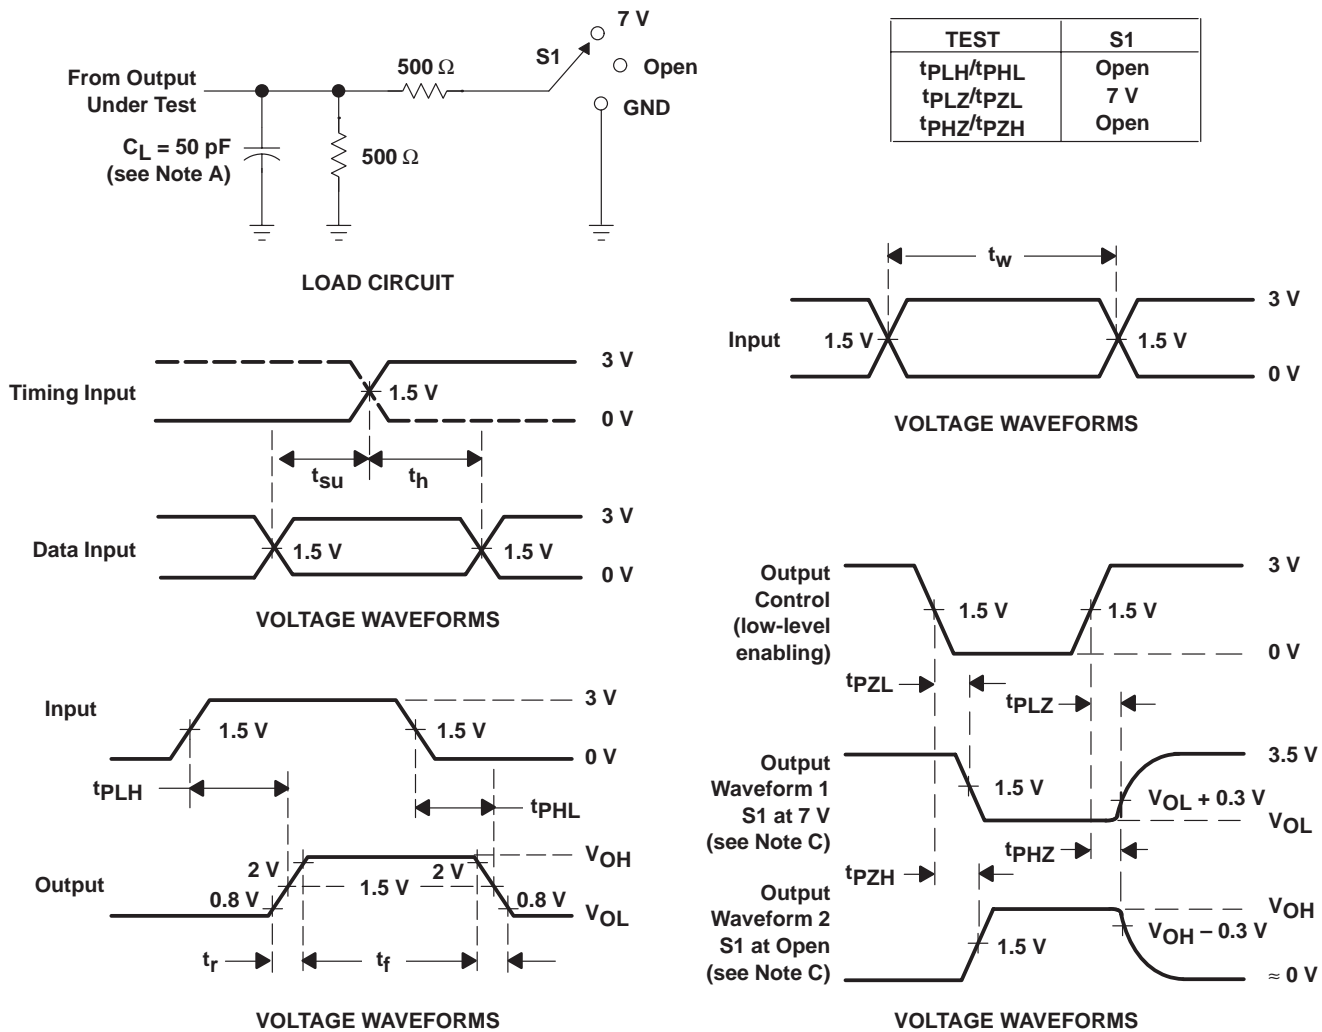 7 V
S1
Open
GND
500 Ω
From Output
Under Test
CL = 50 pF
(see Note A)
500 Ω
LOAD CIRCUIT
TEST S1
tPLH/tPHL Open
tPLZ/tPZL 7 V
tPHZ/tPZH Open
tw
3 V
Input
1.5 V 1.5 V
0 V
VOLTAGE WAVEFORMS
3 V
Timing Input
1.5 V
0 V
tsu th
3 V
Data Input
1.5 V 1.5 V
0 V
VOLTAGE WAVEFORMS
Input
3 V
1.5 V 1.5 V
0 V
tPLH
tPHL
VOH
Output
2 V 2 V
1.5 V
0.8 V 0.8 V
VOL
tr tf
VOLTAGE WAVEFORMS
Output
Control
(low-level
enabling)
3 V
1.5 V 1.5 V
0 V
tPZL
tPLZ
Output
Waveform 1
S1 at 7 V
(see Note C)
3.5 V
1.5 V
VOL + 0.3 V
VOL
tPHZ
tPZH
Output
Waveform 2
S1 at Open
(see Note C)
VOH
VOH – 0.3 V
1.5 V
≈ 0 V
VOLTAGE WAVEFORMS